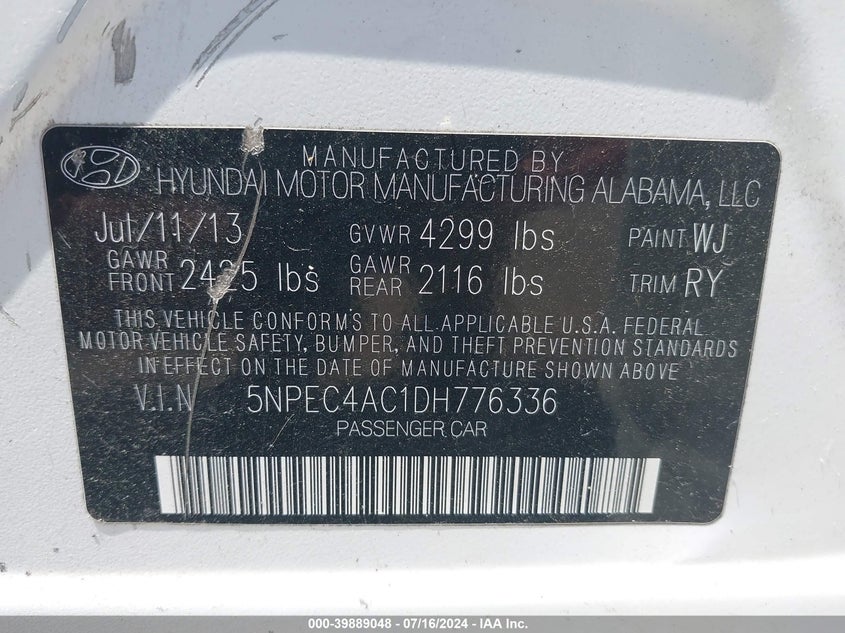 MANUFACTURED BY
HYUNDAI MOTOR MANUFACTURING ALABAMA, LLC
Jul/11/13 GVWR 4299 lbs PAINT WJ
GAWR FRONT lbs GAWR REAR 2116 lbs TRIM RY
THIS VEHICLE CONFORMS TO ALL APPLICABLE U.S.A. FEDERAL
MOTOR VEHICLE SAFETY, BUMPER, AND THEFT PREVENTION STANDARDS
IN EFFECT ON THE DATE OF MANUFACTURE SHOWN ABOVE
V.I.N 5NPEC4AC1DH776336
PASSENGER CAR
000-39889048 - 07/16/2024 - IAA Inc.